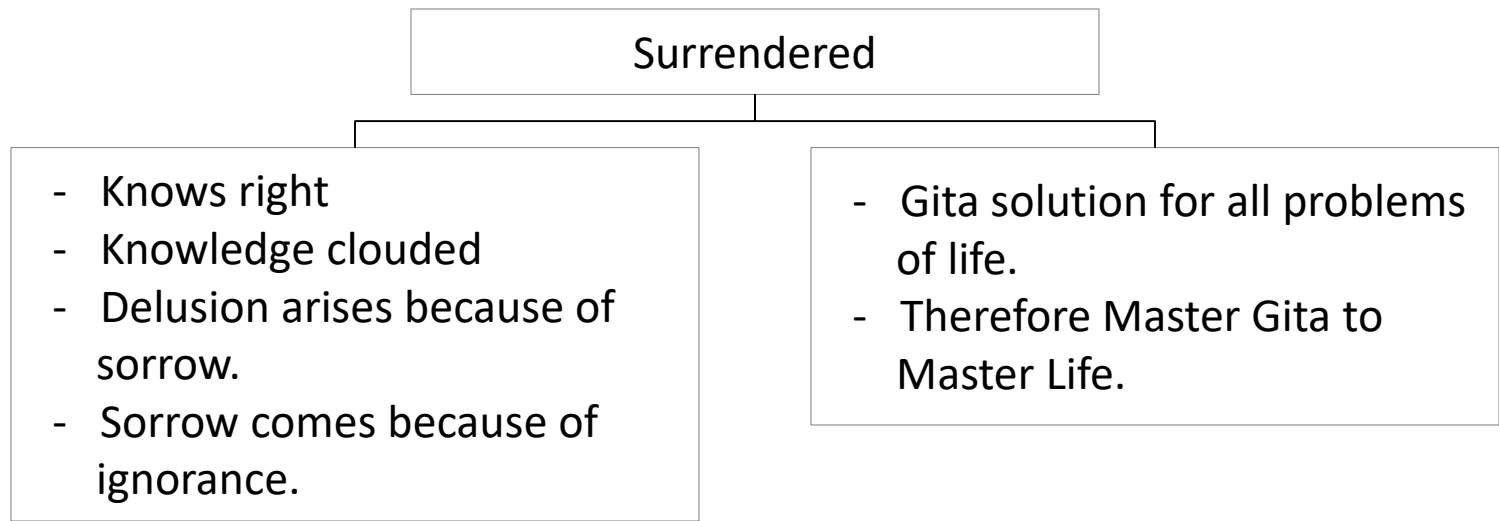 Surrendered
- Knows right
- Knowledge clouded
- Delusion arises because of
sorrow.
- Sorrow comes because of
ignorance.
- Gita solution for all problems
of life.
- Therefore Master Gita to
Master Life.